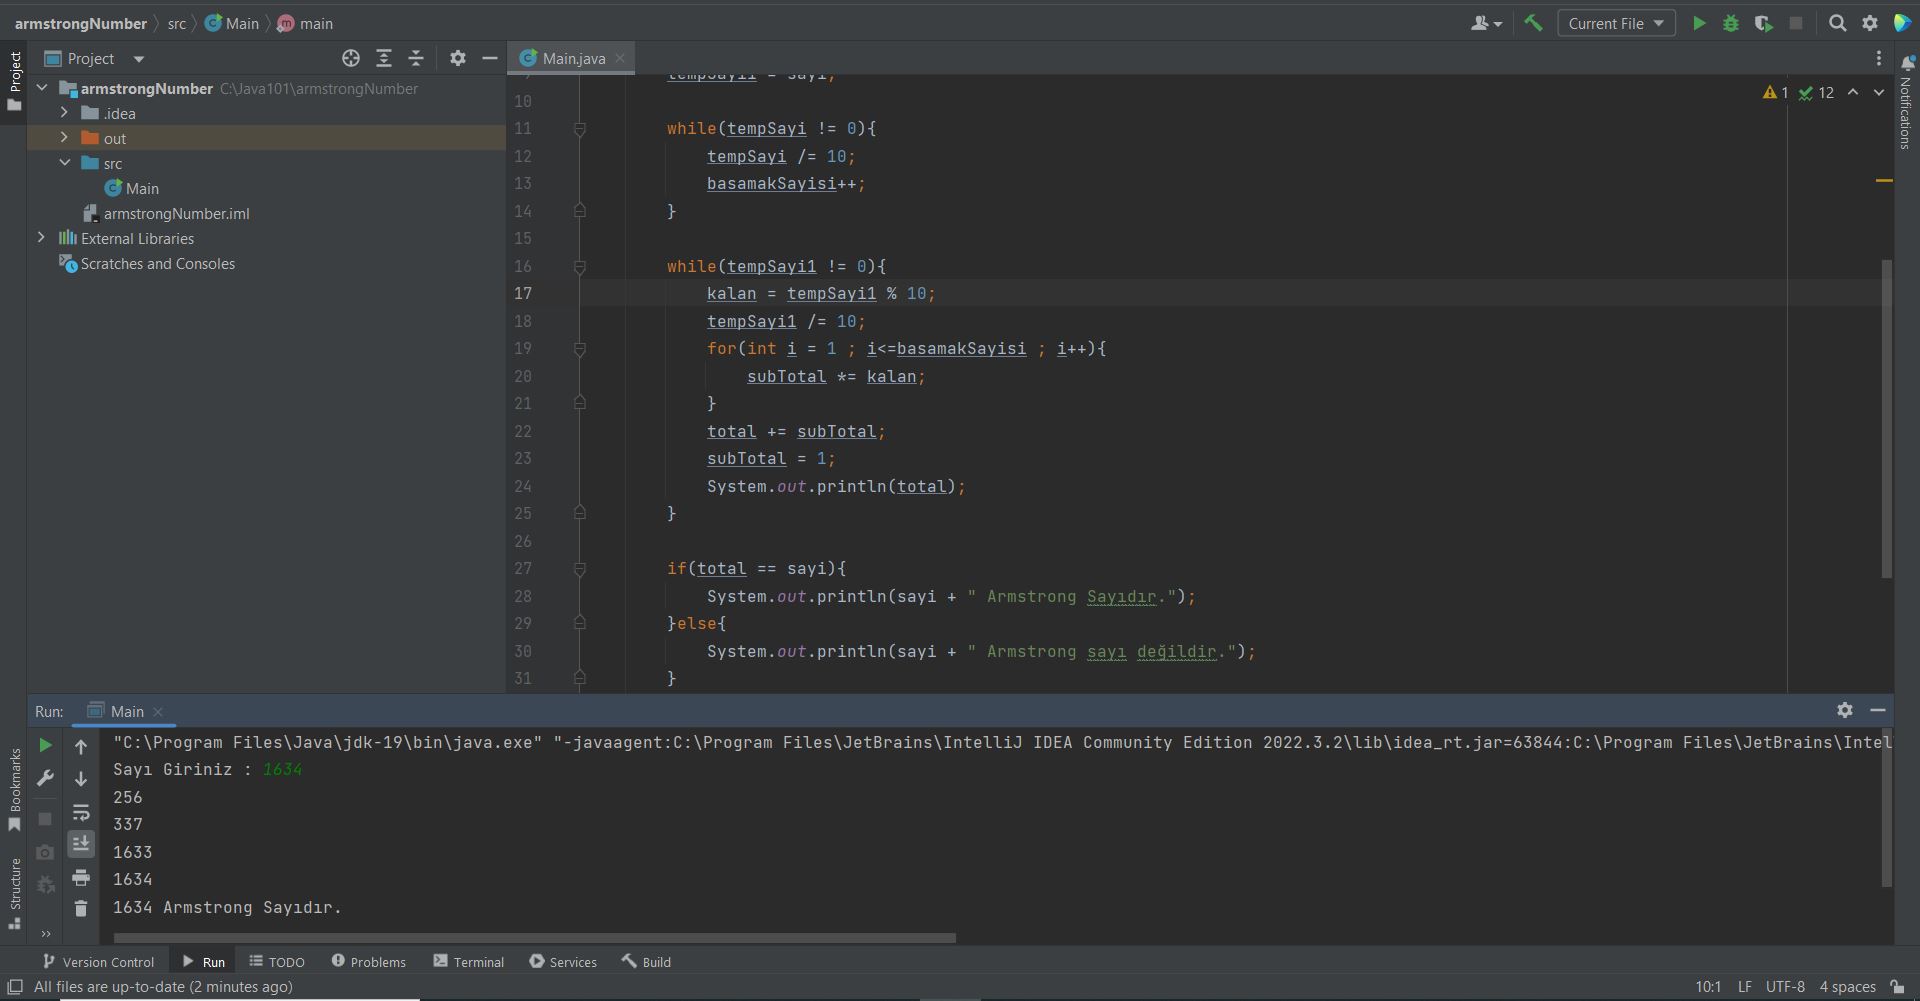 armstrongNumber src Main main
Current File
Project
Main.java
armstrongNumber C:\Java101\armstrongNumber
.idea
out
src
Main
armstrongNumber.iml
External Libraries
Scratches and Consoles
Project
Bookmarks
Structure
Notifications
1 12
tempSayi1 = sayi;
10
11 while(tempSayi != 0){
12 tempSayi /= 10;
13 basamakSayisi++;
14 }
15
16 while(tempSayi1 != 0){
17 kalan = tempSayi1 % 10;
18 tempSayi1 /= 10;
19 for(int i = 1 ; i<=basamakSayisi ; i++){
20 subTotal *= kalan;
21 }
22 total += subTotal;
23 subTotal = 1;
24 System.out.println(total);
25 }
26
27 if(total == sayi){
28 System.out.println(sayi + " Armstrong Sayıdır.");
29 }else{
30 System.out.println(sayi + " Armstrong sayı değildir.");
31 }
Run: Main
"C:\Program Files\Java\jdk-19\bin\java.exe" "-javaagent:C:\Program Files\JetBrains\IntelliJ IDEA Community Edition 2022.3.2\lib\idea_rt.jar=63844:C:\Program Files\JetBrains\Intel
Sayı Giriniz : 1634
256
337
1633
1634
1634 Armstrong Sayıdır.
Version Control Run TODO Problems Terminal Services Build
All files are up-to-date (2 minutes ago) 10:1 LF UTF-8 4 spaces